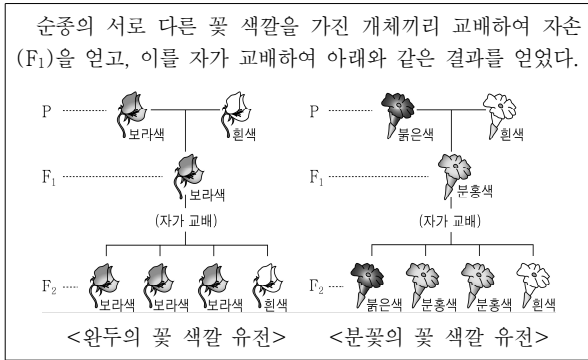 순종의 서로 다른 꽃 색깔을 가진 개체끼리 교배하여 자손
(F₁)을 얻고, 이를 자가 교배하여 아래와 같은 결과를 얻었다.
P 보라색 흰색 P 붉은색 흰색
F₁ 보라색 F₁ 분홍색
(자가 교배) (자가 교배)
F₂ 보라색 보라색 보라색 흰색 F₂ 붉은색 분홍색 분홍색 흰색
<완두의 꽃 색깔 유전> <분꽃의 꽃 색깔 유전>